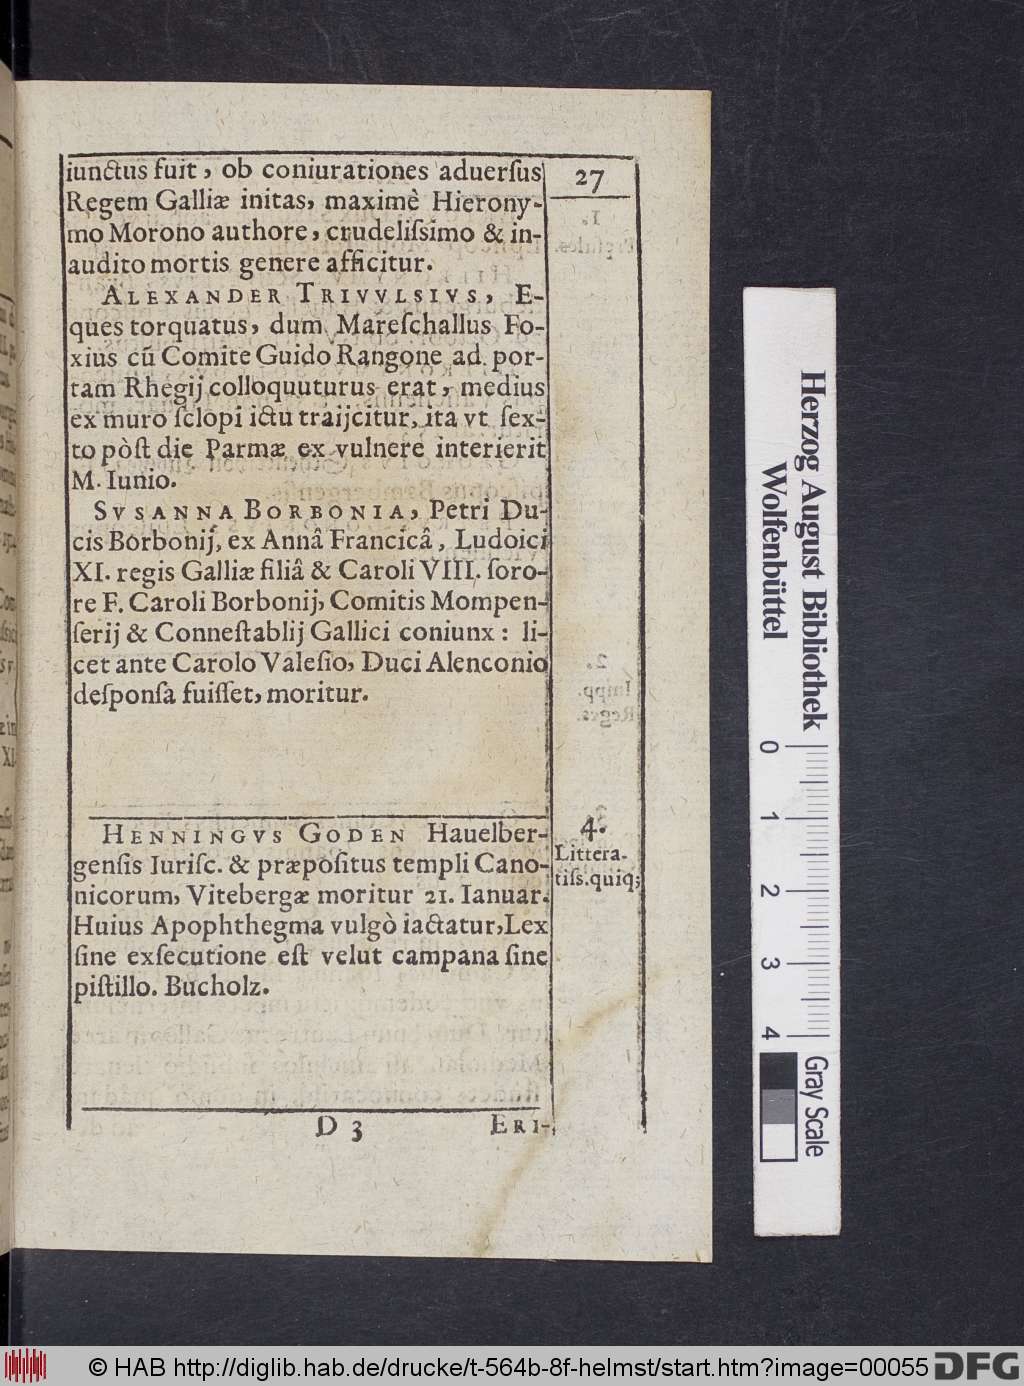 27
iunctus fuit, ob coniurationes aduerſus
Regem Galliæ initas, maximè Hierony-
mo Morono authore, crudeliſsimo & in-
audito mortis genere afficitur.
ALEXANDER TRIVVLSIVS, E-
ques torquatus, dum Mareſchallus Fo-
xius cū Comite Guido Rangone ad por-
tam Rhegij colloquuturus erat, medius
ex muro ſclopi ictu traijcitur, ita vt ſex-
to pòſt die Parmæ ex vulnere interierit
M. Iunio.
SVSANNA BORBONIA, Petri Du-
cis Borbonij, ex Annâ Francicâ, Ludoici
XI. regis Galliæ filiâ & Caroli VIII. ſoro-
re F. Caroli Borbonij, Comitis Mompen-
ſerij & Conneſtablij Gallici coniunx: li-
cet ante Carolo Valeſio, Duci Alenconio
deſponſa fuiſſet, moritur.
4.
Littera-
tiſs.quiq;
HENNINGVS GODEN Hauelber-
genſis Iuriſc. & præpoſitus templi Cano-
nicorum, Vitebergæ moritur 21. Ianuar.
Huius Apophthegma vulgò iactatur, Lex
ſine exſecutione eſt velut campana ſine
piſtillo. Bucholz.
D 3
ERI-
Herzog August Bibliothek
Wolfenbüttel
0 1 2 3 4
Gray Scale
© HAB http://diglib.hab.de/drucke/t-564b-8f-helmst/start.htm?image=00055
DFG